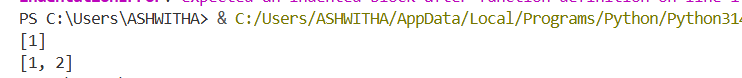 expected an indented block after function definition on line 1
PS C:\Users\ASHWITHA> & C:/Users/ASHWITHA/AppData/Local/Programs/Python/Python314
[1]
[1, 2]